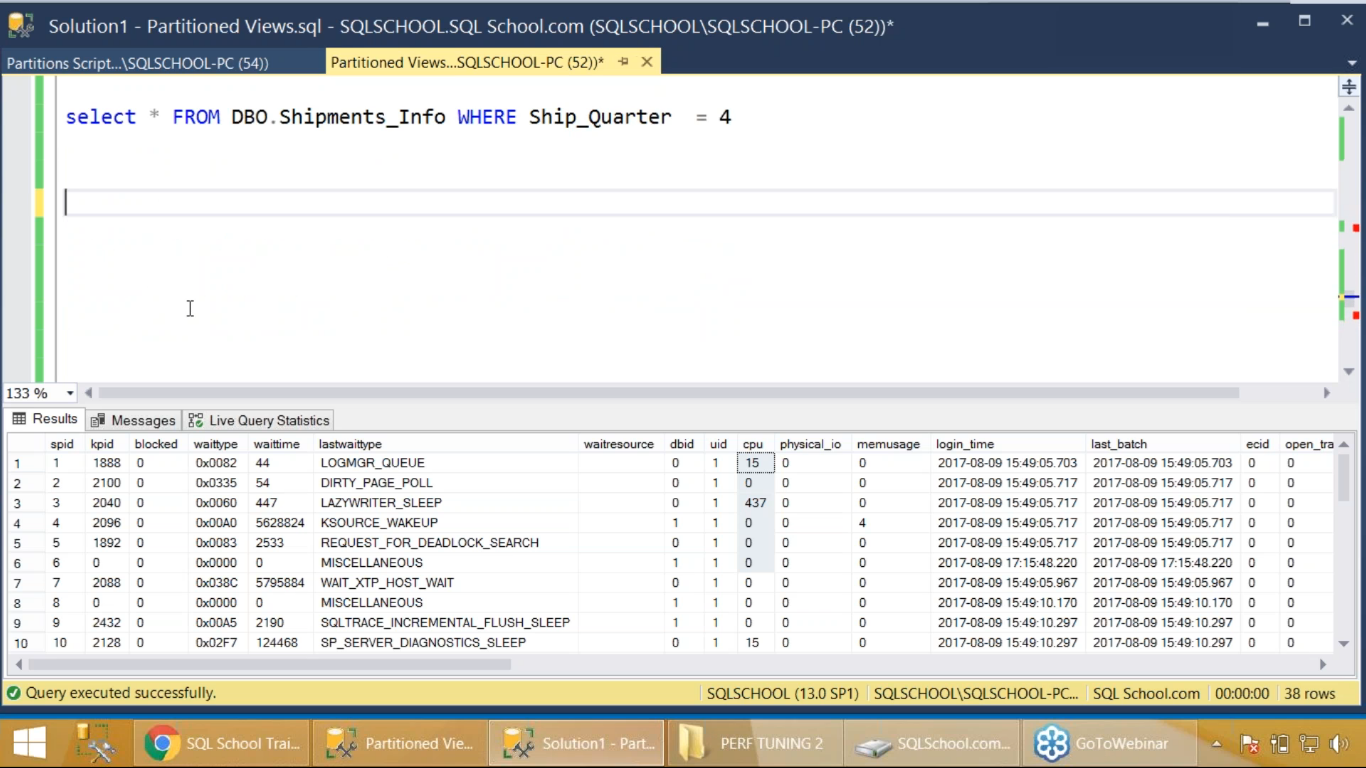 Solution1 - Partitioned Views.sql - SQLSCHOOL.SQL School.com (SQLSCHOOL\SQLSCHOOL-PC (52))*
Partitions Script...\SQLSCHOOL-PC (54)) Partitioned Views...SQLSCHOOL-PC (52))*
select * FROM DBO.Shipments_Info WHERE Ship_Quarter = 4
133 %
Results Messages Live Query Statistics
spid kpid blocked waittype waittime lastwaittype waitresource dbid uid cpu physical_io memusage login_time last_batch ecid open_tra
1 1 1888 0 0x0082 44 LOGMGR_QUEUE 0 1 15 0 0 2017-08-09 15:49:05.703 2017-08-09 15:49:05.703 0 0
2 2 2100 0 0x0335 54 DIRTY_PAGE_POLL 0 1 0 0 0 2017-08-09 15:49:05.717 2017-08-09 15:49:05.717 0 0
3 3 2040 0 0x0060 447 LAZYWRITER_SLEEP 0 1 437 0 0 2017-08-09 15:49:05.717 2017-08-09 15:49:05.717 0 0
4 4 2096 0 0x00A0 5628824 KSOURCE_WAKEUP 1 1 0 0 4 2017-08-09 15:49:05.717 2017-08-09 15:49:05.717 0 0
5 5 1892 0 0x0083 2533 REQUEST_FOR_DEADLOCK_SEARCH 0 1 0 0 0 2017-08-09 15:49:05.717 2017-08-09 15:49:05.717 0 0
6 6 0 0 0x0000 0 MISCELLANEOUS 1 1 0 0 0 2017-08-09 17:15:48.220 2017-08-09 17:15:48.220 0 0
7 7 2088 0 0x038C 5795884 WAIT_XTP_HOST_WAIT 0 1 0 0 0 2017-08-09 15:49:05.967 2017-08-09 15:49:05.967 0 0
8 8 0 0 0x0000 0 MISCELLANEOUS 1 1 0 0 0 2017-08-09 15:49:10.170 2017-08-09 15:49:10.170 0 0
9 9 2432 0 0x00A5 2190 SQLTRACE_INCREMENTAL_FLUSH_SLEEP 1 1 0 0 0 2017-08-09 15:49:10.297 2017-08-09 15:49:10.297 0 0
10 10 2128 0 0x02F7 124468 SP_SERVER_DIAGNOSTICS_SLEEP 0 1 15 0 0 2017-08-09 15:49:10.297 2017-08-09 15:49:10.297 0 0
Query executed successfully. SQLSCHOOL (13.0 SP1) SQLSCHOOL\SQLSCHOOL-PC... SQL School.com 00:00:00 38 rows
SQL School Trai... Partitioned Vie... Solution1 - Part... PERF TUNING 2 SQLSchool.com... GoToWebinar